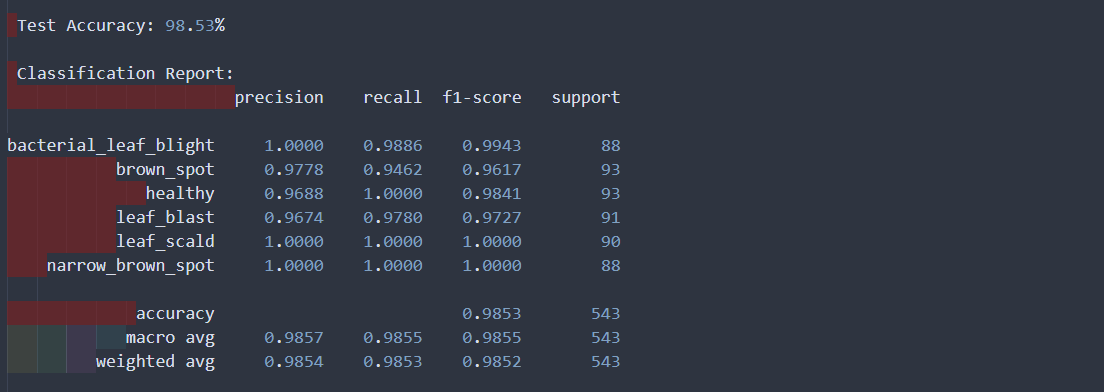 Test Accuracy: 98.53%
Classification Report:
precision recall f1-score support
bacterial_leaf_blight 1.0000 0.9886 0.9943 88
brown_spot 0.9778 0.9462 0.9617 93
healthy 0.9688 1.0000 0.9841 93
leaf_blast 0.9674 0.9780 0.9727 91
leaf_scald 1.0000 1.0000 1.0000 90
narrow_brown_spot 1.0000 1.0000 1.0000 88
accuracy 0.9853 543
macro avg 0.9857 0.9855 0.9855 543
weighted avg 0.9854 0.9853 0.9852 543